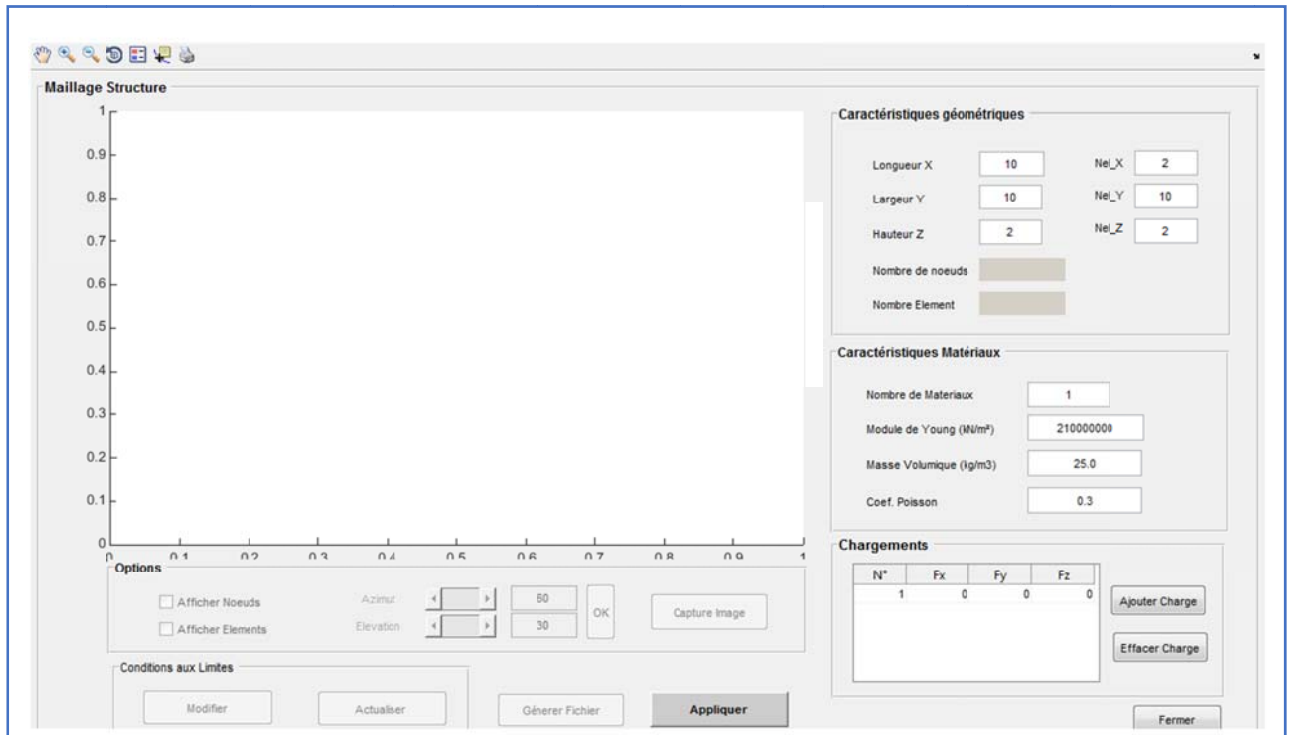 Maillage Structure
1
0.9
0.8
0.7
0.6
0.5
0.4
0.3
0.2
0.1
0
0 0.1 0.2 0.3 0.4 0.5 0.6 0.7 0.8 0.9 1
Options
Afficher Noeuds
Afficher Elements
Azimut
60
Elevation
30
OK
Capture Image
Conditions aux Limites
Modifier
Actualiser
Génerer Fichier
Appliquer
Caractéristiques géométriques
Longueur X 10 Nel_X 2
Largeur Y 10 Nel_Y 10
Hauteur Z 2 Nel_Z 2
Nombre de noeuds
Nombre Element
Caractéristiques Matériaux
Nombre de Materiaux 1
Module de Young (kN/m²) 210000000
Masse Volumique (kg/m3) 25.0
Coef. Poisson 0.3
Chargements
N° Fx Fy Fz
1 0 0 0
Ajouter Charge
Effacer Charge
Fermer